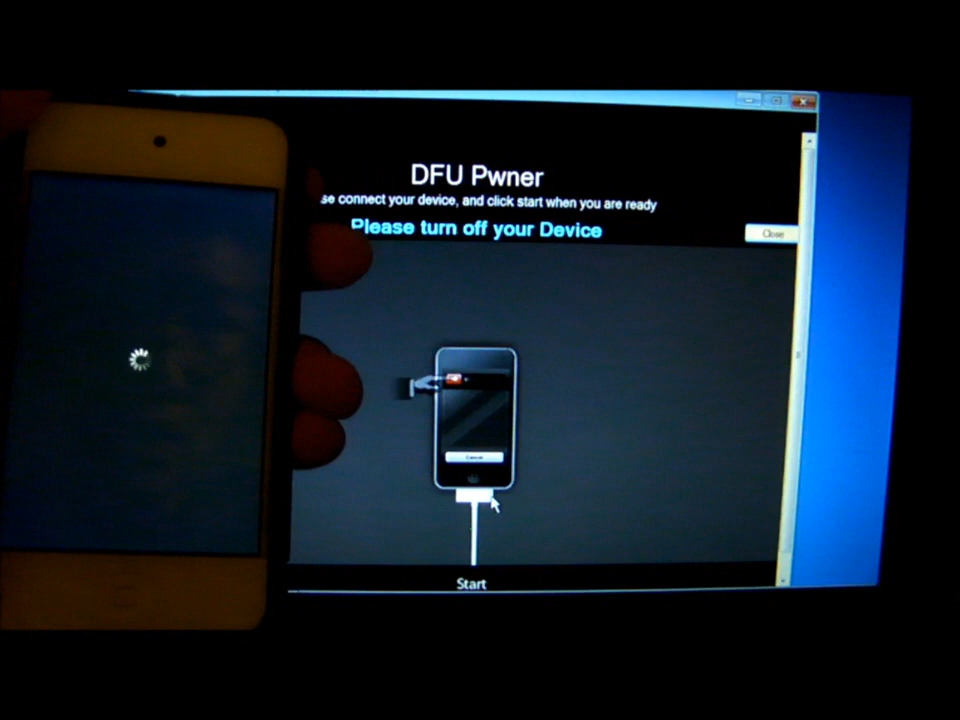 DFU Pwner
se connect your device, and click start when you are ready
Please turn off your Device
Close
Cancel
Start